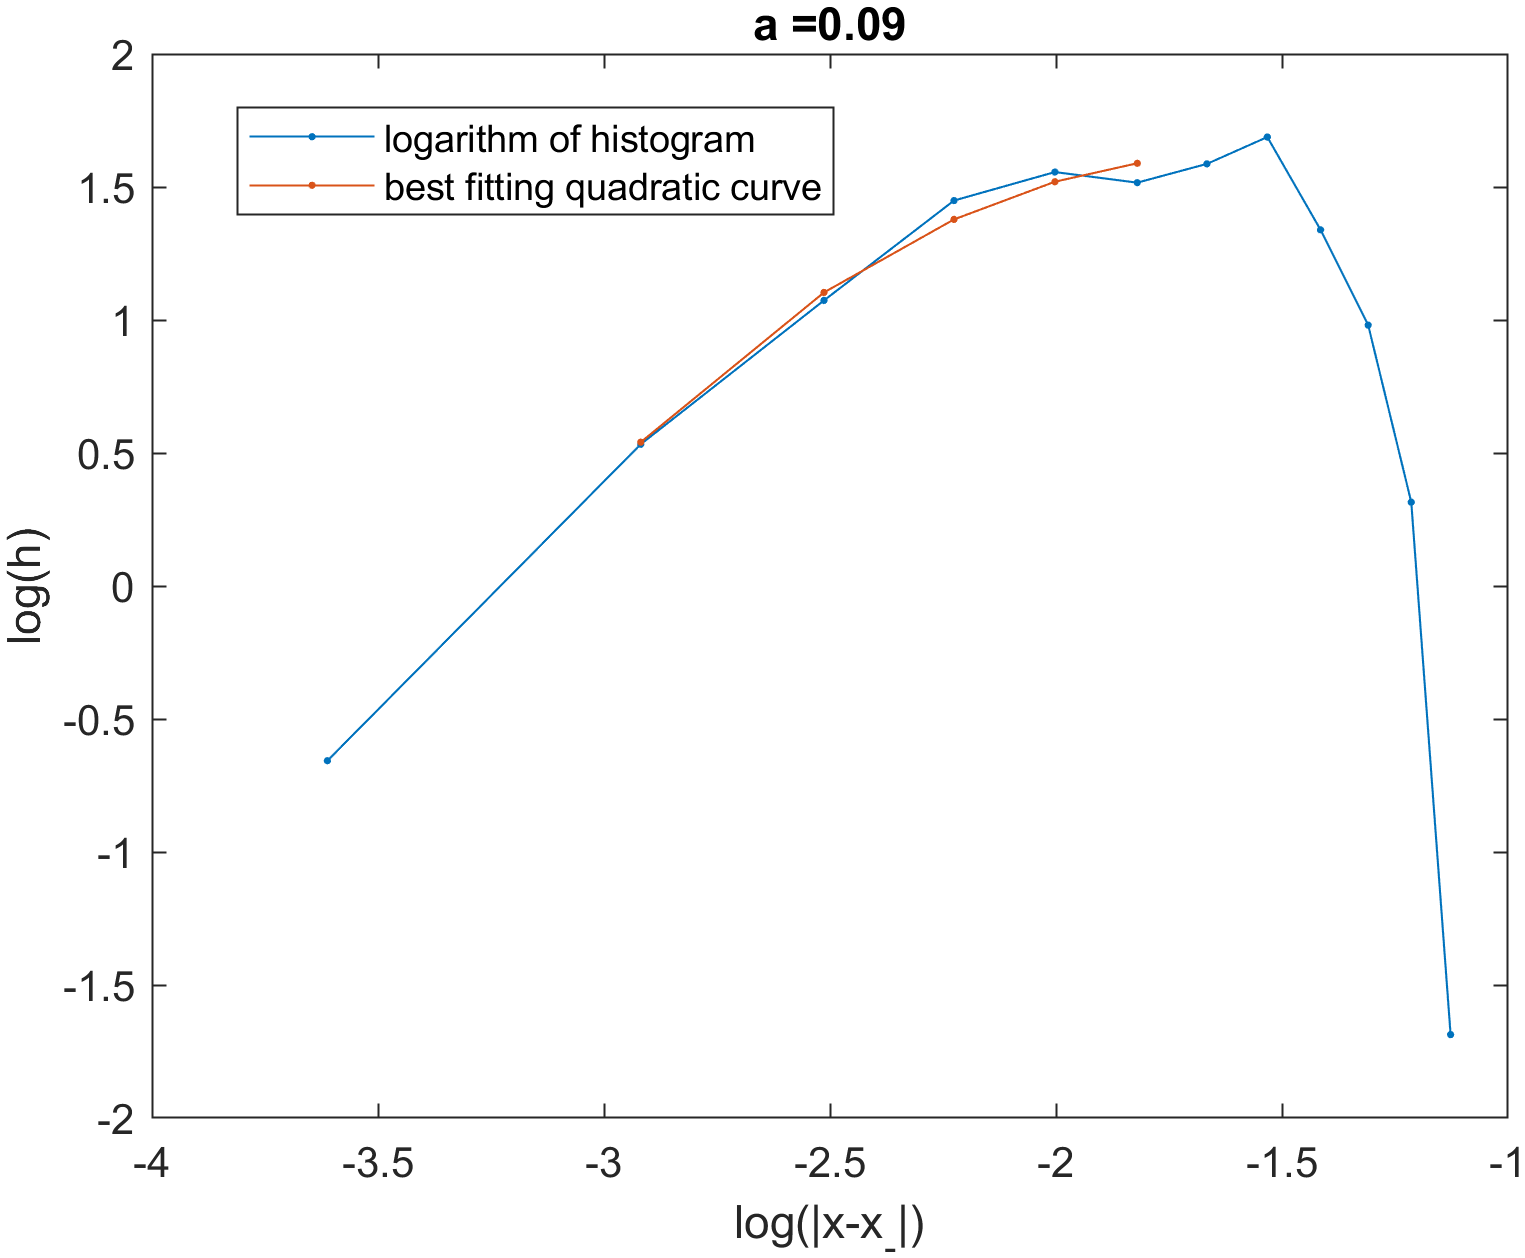 a =0.09
2
1.5
1
0.5
0
-0.5
-1
-1.5
-2
logarithm of histogram
best fitting quadratic curve
log(h)
-4 -3.5 -3 -2.5 -2 -1.5 -1
log(|x-x_|)